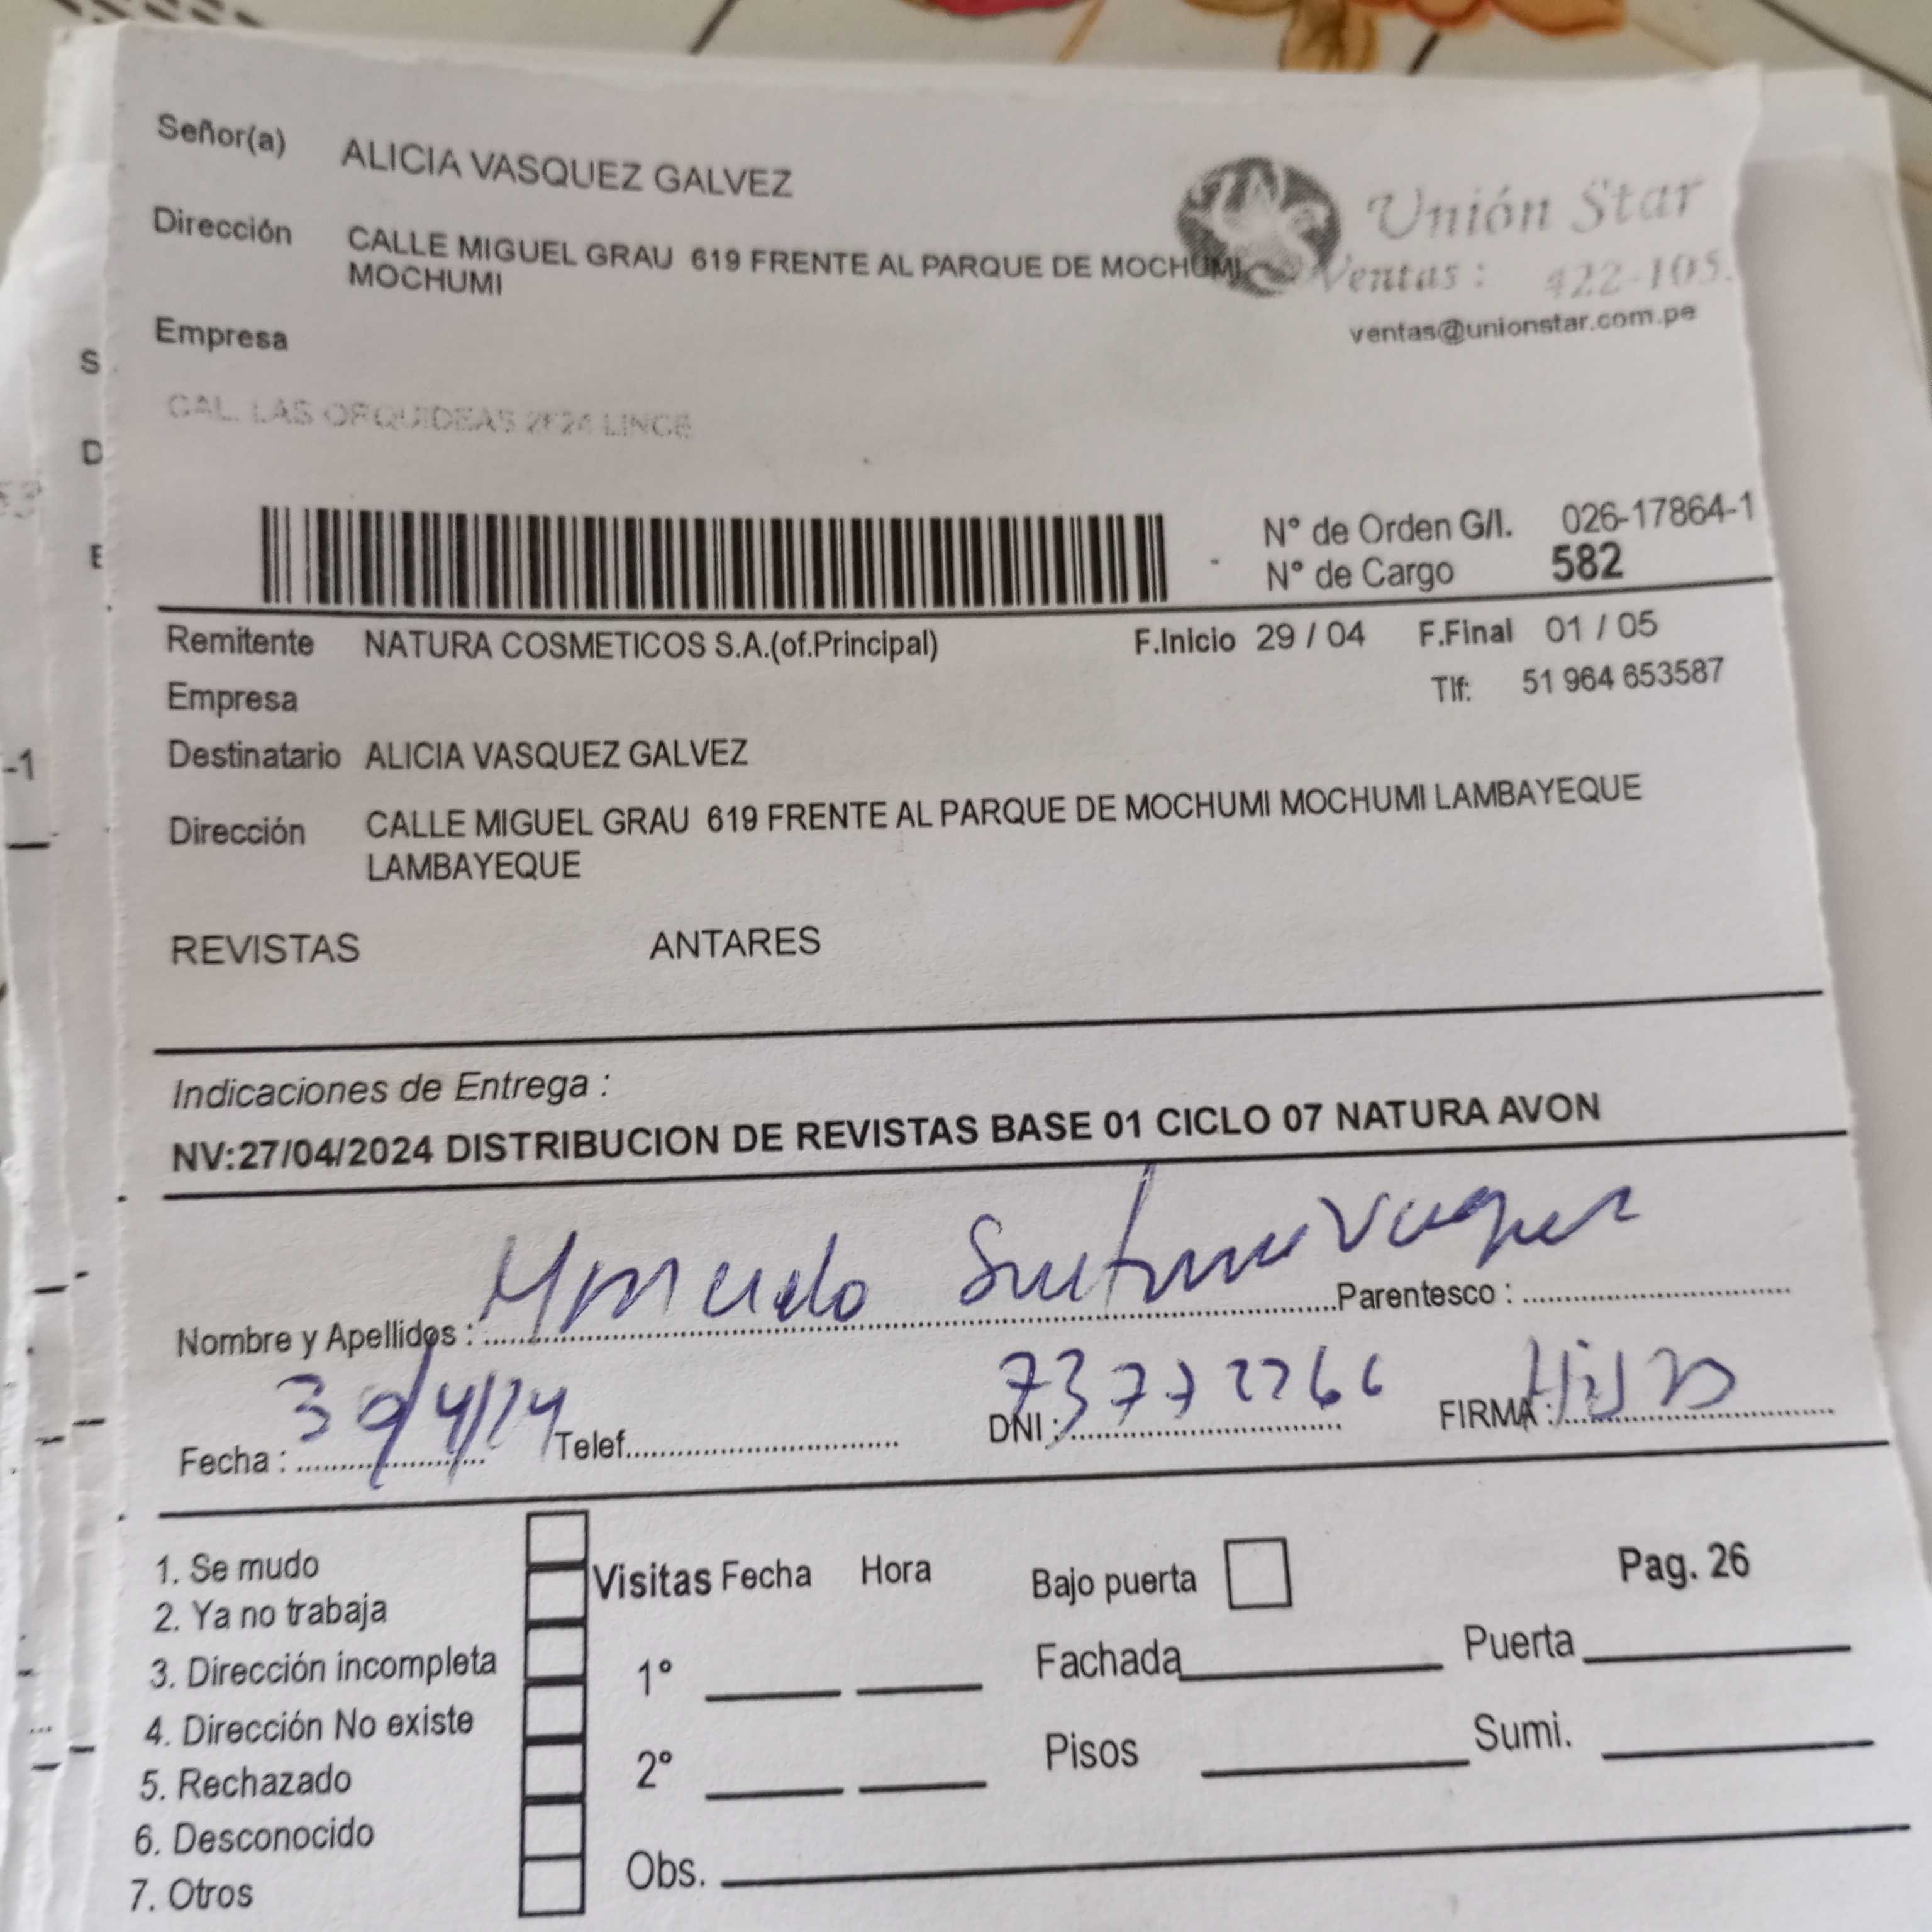 Señor(a) ALICIA VASQUEZ GALVEZ
Unión Star
Dirección CALLE MIGUEL GRAU 619 FRENTE AL PARQUE DE MOCHUMI
MOCHUMI
Ventas : 422-105.
ventas@unionstar.com.pe
Empresa
CAL. LAS ORQUIDEAS 2624 LINCE
N° de Orden G/I. 026-17864-1
N° de Cargo 582
Remitente NATURA COSMETICOS S.A.(of.Principal) F.Inicio 29 / 04 F.Final 01 / 05
Empresa Tlf: 51 964 653587
Destinatario ALICIA VASQUEZ GALVEZ
Dirección CALLE MIGUEL GRAU 619 FRENTE AL PARQUE DE MOCHUMI MOCHUMI LAMBAYEQUE
LAMBAYEQUE
REVISTAS ANTARES
Indicaciones de Entrega :
NV:27/04/2024 DISTRIBUCION DE REVISTAS BASE 01 CICLO 07 NATURA AVON
Nombre y Apellidos : Parentesco :
Fecha : 30/4/24 Telef. DNI : 73772266 FIRMA :
1. Se mudo
2. Ya no trabaja
3. Dirección incompleta
4. Dirección No existe
5. Rechazado
6. Desconocido
7. Otros
Visitas Fecha Hora
1°
2°
Obs.
Bajo puerta Pag. 26
Fachada Puerta
Pisos Sumi.